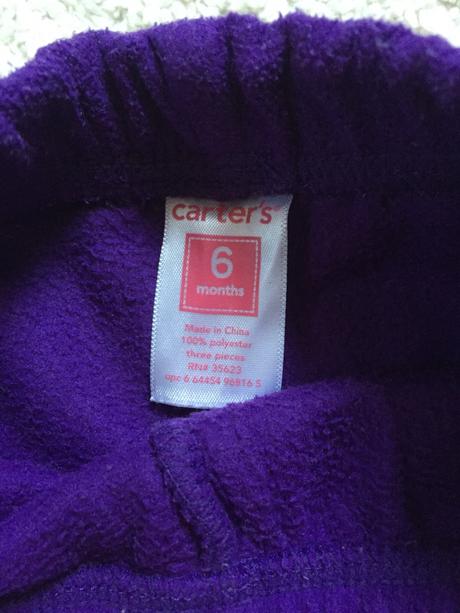 carter's
6
months
Made in China
100% polyester
three pieces
RN# 35623
upc 6 64454 96816 5